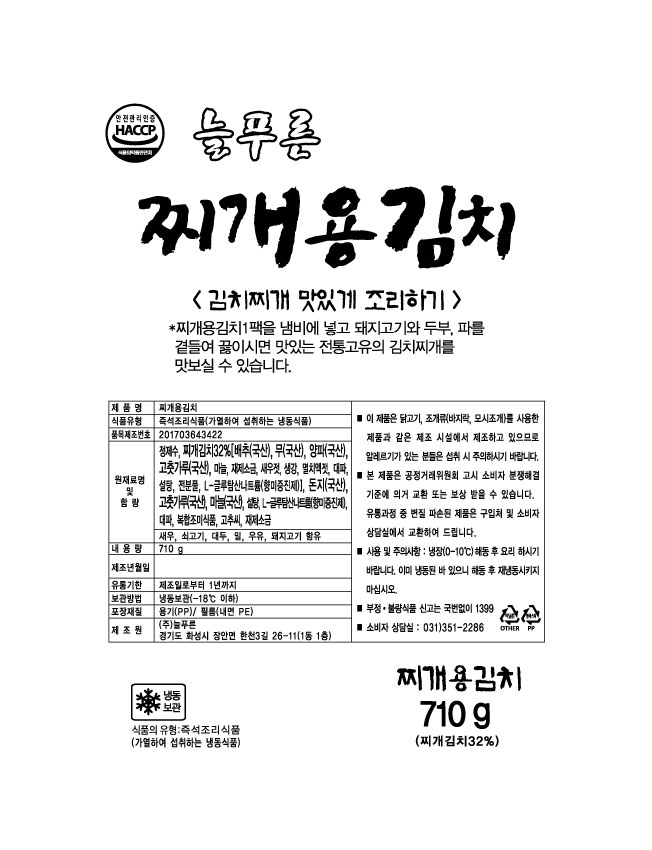 안전관리인증
HACCP
식품의약품안전처
늘푸른
찌개용김치
< 김치찌개 맛있게 조리하기 >
*찌개용김치1팩을 냄비에 넣고 돼지고기와 두부, 파를
곁들여 끓이시면 맛있는 전통고유의 김치찌개를
맛보실 수 있습니다.
제 품 명 찌개용김치
식품유형 즉석조리식품(가열하여 섭취하는 냉동식품)
품목제조번호 201703643422
원재료명 및 함 량
정제수, 찌개김치32%[배추(국산), 무(국산), 양파(국산),
고춧가루(국산), 마늘, 재제소금, 새우젓, 생강, 멸치액젓, 대파,
설탕, 전분풀, L-글루탐산나트륨(향미증진제)], 돈지(국산),
고춧가루(국산), 마늘(국산), 설탕, L-글루탐산나트륨(향미증진제),
대파, 복합조미식품, 고추씨, 재제소금
새우, 쇠고기, 대두, 밀, 우유, 돼지고기 함유
내 용 량 710 g
제조년월일
유통기한 제조일로부터 1년까지
보관방법 냉동보관(-18℃ 이하)
포장재질 용기(PP)/ 필름(내면 PE)
제 조 원 (주)늘푸른
경기도 화성시 장안면 한천3길 26-11(1동 1층)
■ 이 제품은 닭고기, 조개류(바지락, 모시조개)를 사용한
제품과 같은 제조 시설에서 제조하고 있으므로
알레르기가 있는 분들은 섭취 시 주의하시기 바랍니다.
■ 본 제품은 공정거래위원회 고시 소비자 분쟁해결
기준에 의거 교환 또는 보상 받을 수 있습니다.
유통과정 중 변질 파손된 제품은 구입처 및 소비자
상담실에서 교환하여 드립니다.
■ 사용 및 주의사항 : 냉장(0-10℃)해동 후 요리 하시기
바랍니다. 이미 냉동된 바 있으니 해동 후 재냉동시키지
마십시오.
■ 부정·불량식품 신고는 국번없이 1399
■ 소비자 상담실 : 031)351-2286
OTHER PP
냉동
보관
식품의 유형:즉석조리식품
(가열하여 섭취하는 냉동식품)
찌개용김치
710 g
(찌개김치32%)